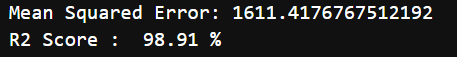 Mean Squared Error: 1611.4176767512192
R2 Score :  98.91 %